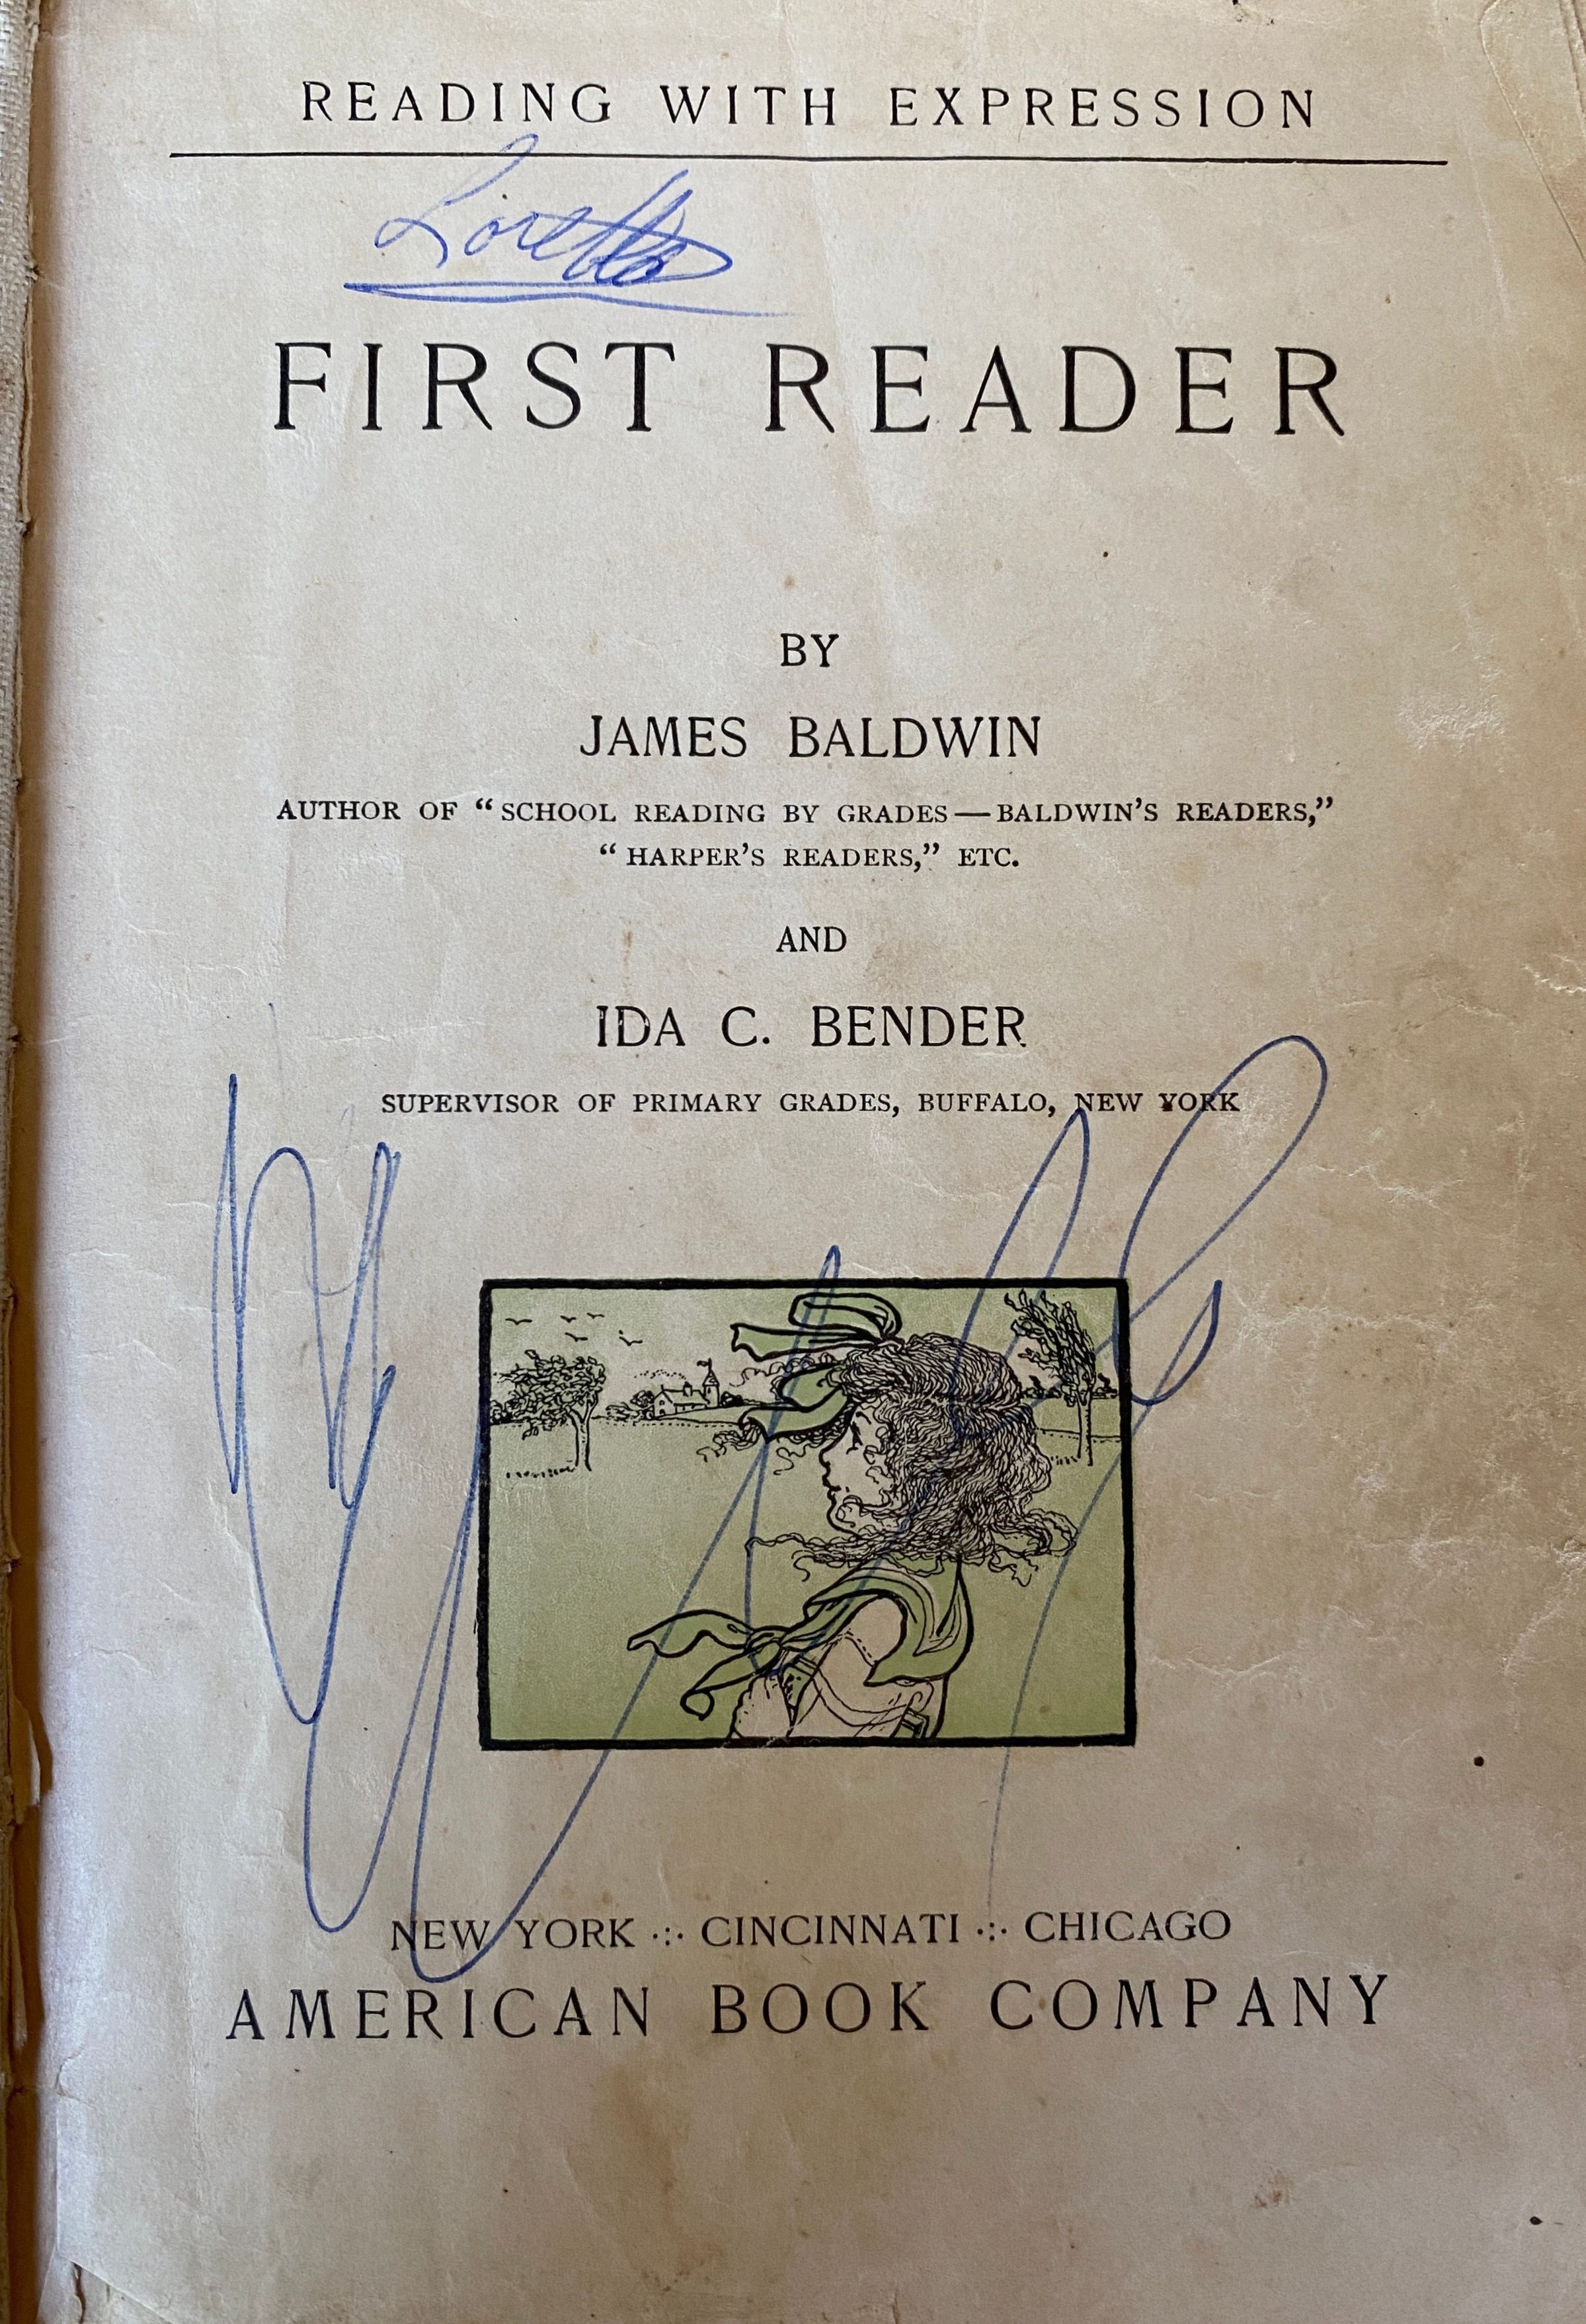 READING WITH EXPRESSION
Loretta
FIRST READER
BY
JAMES BALDWIN
AUTHOR OF “SCHOOL READING BY GRADES—BALDWIN'S READERS,”
“HARPER'S READERS,” ETC.
AND
IDA C. BENDER
SUPERVISOR OF PRIMARY GRADES, BUFFALO, NEW YORK
NEW YORK ·:· CINCINNATI ·:· CHICAGO
AMERICAN BOOK COMPANY